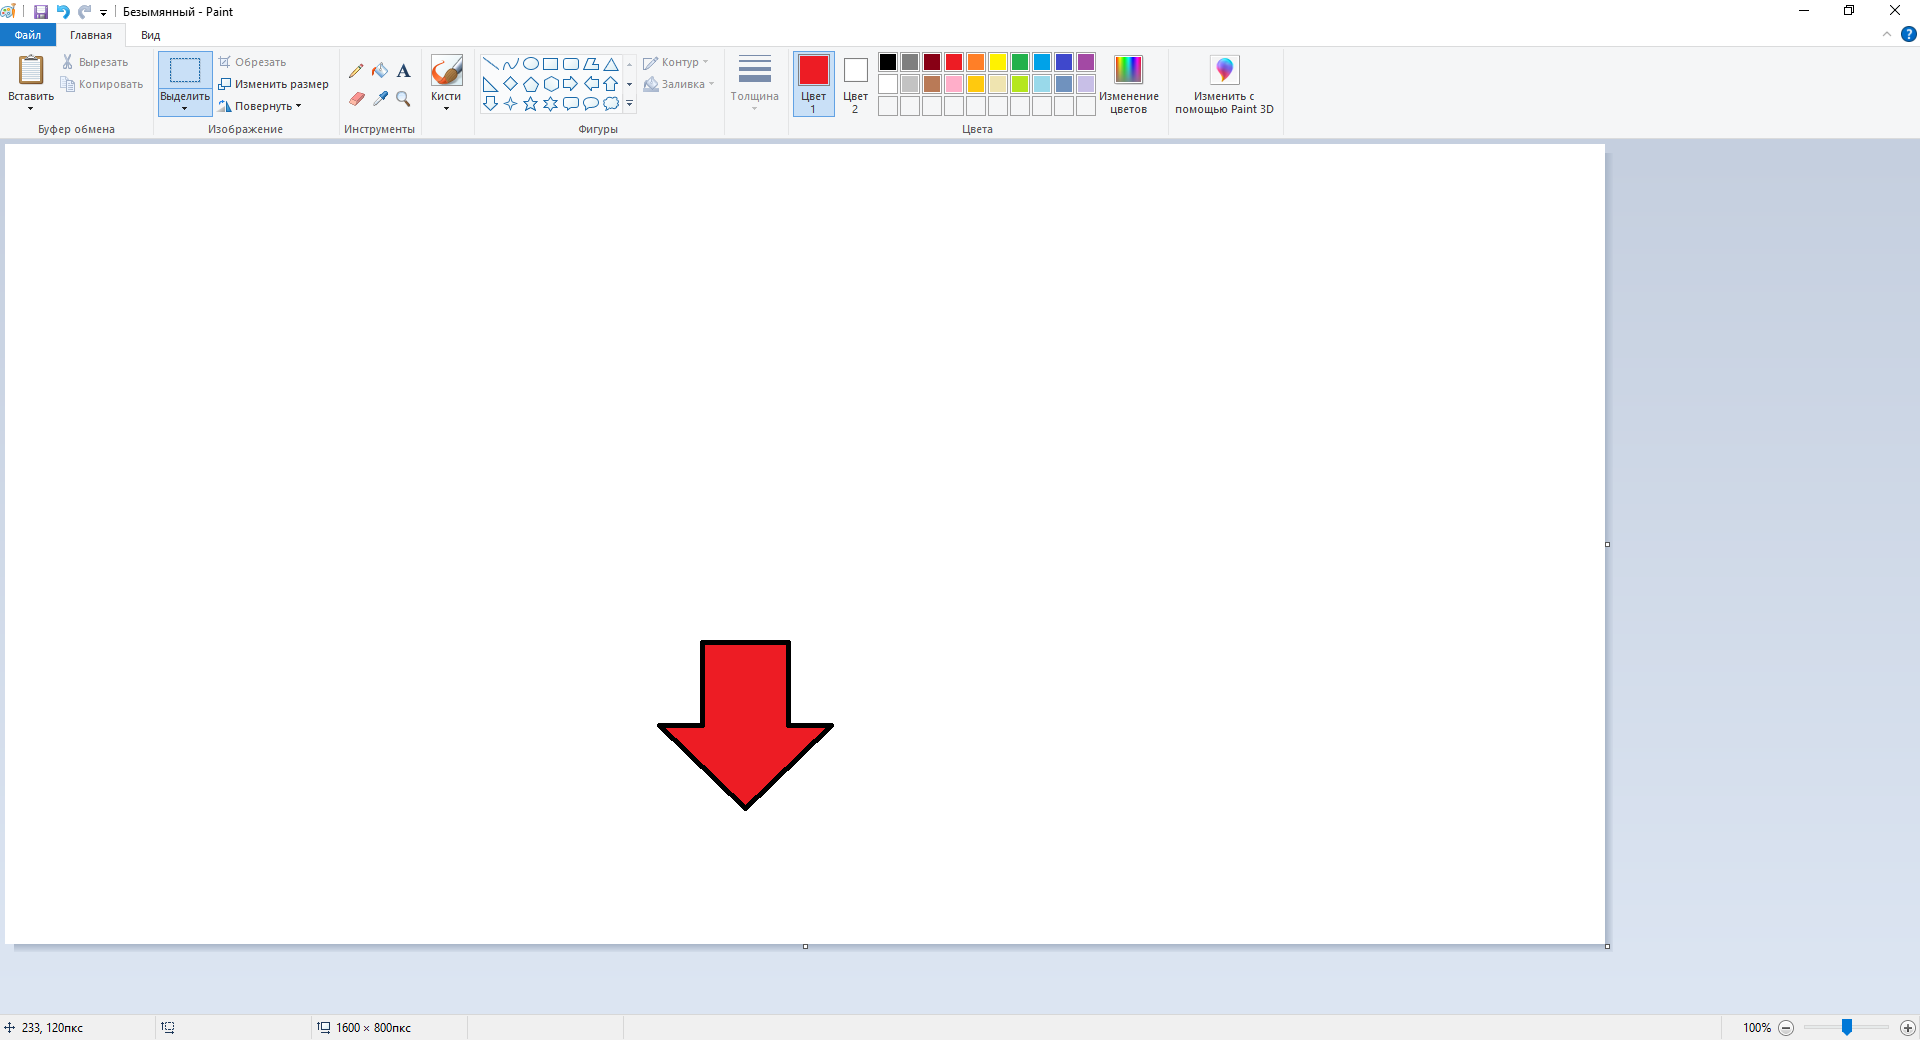 Безымянный - Paint
Файл Главная Вид
Вставить
Вырезать
Копировать
Буфер обмена
Выделить
Обрезать
Изменить размер
Повернуть
Изображение
A
Инструменты
Кисти
Контур
Заливка
Фигуры
Толщина
Цвет
1
Цвет
2
Изменение
цветов
Цвета
Изменить с
помощью Paint 3D
233, 120пкс
1600 × 800пкс
100%